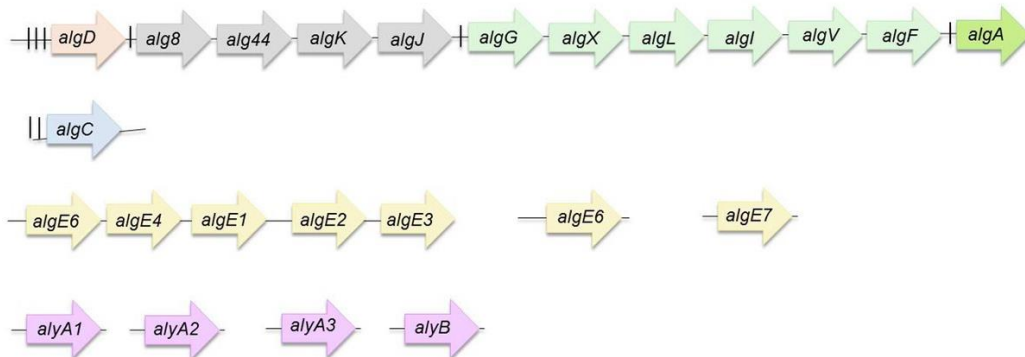 algD alg8 alg44 algK algJ algG algX algL algI algV algF algA
algC
algE6 algE4 algE1 algE2 algE3 algE6 algE7
alyA1 alyA2 alyA3 alyB